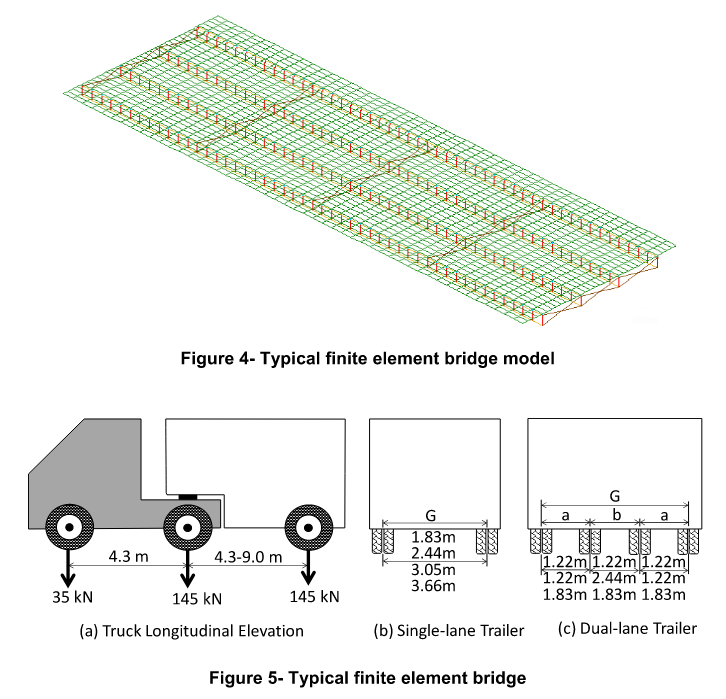 Figure 4- Typical finite element bridge model
G
1.83m
2.44m
3.05m
3.66m
G
a b a
1.22m 1.22m 1.22m
1.22m 2.44m 1.22m
1.83m 1.83m 1.83m
4.3 m 4.3-9.0 m
35 kN 145 kN 145 kN
(a) Truck Longitudinal Elevation (b) Single-lane Trailer (c) Dual-lane Trailer
Figure 5- Typical finite element bridge